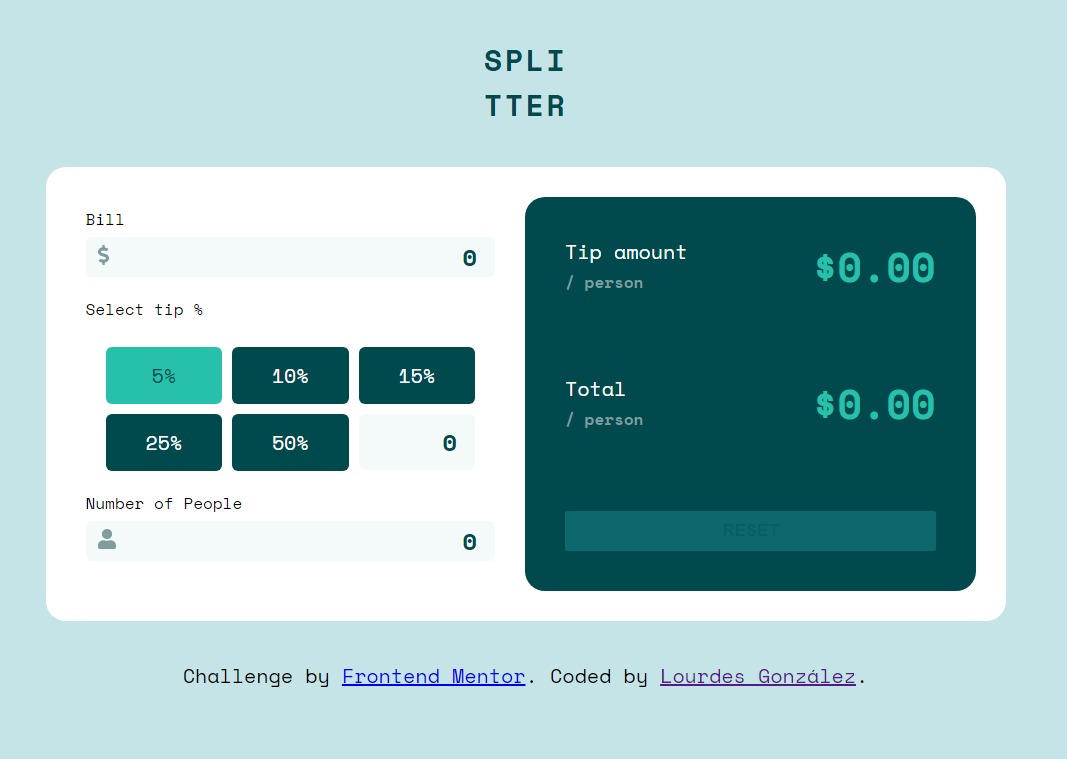 SPLI
TTER
Bill
$ 0
Select tip %
5% 10% 15%
25% 50% 0
Number of People
0
Tip amount
/ person
$0.00
Total
/ person
$0.00
RESET
Challenge by Frontend Mentor. Coded by Lourdes González.